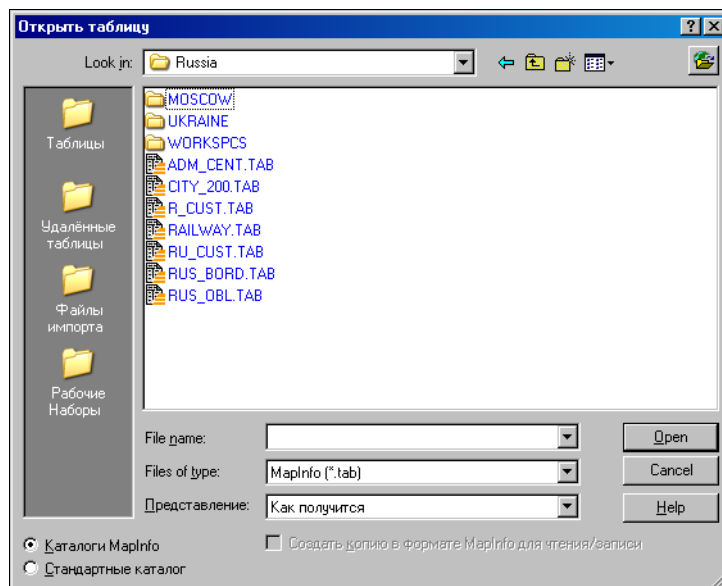 Открыть таблицу
Look in: Russia
Таблицы
Удалённые
таблицы
Файлы
импорта
Рабочие
Наборы
MOSCOW
UKRAINE
WORKSPCS
ADM_CENT.TAB
CITY_200.TAB
R_CUST.TAB
RAILWAY.TAB
RU_CUST.TAB
RUS_BORD.TAB
RUS_OBL.TAB
File name:
Open
Files of type: MapInfo (*.tab)
Cancel
Представление: Как получится
Help
Каталоги MapInfo
Создать копию в формате MapInfo для чтения/записи
Стандартные каталог